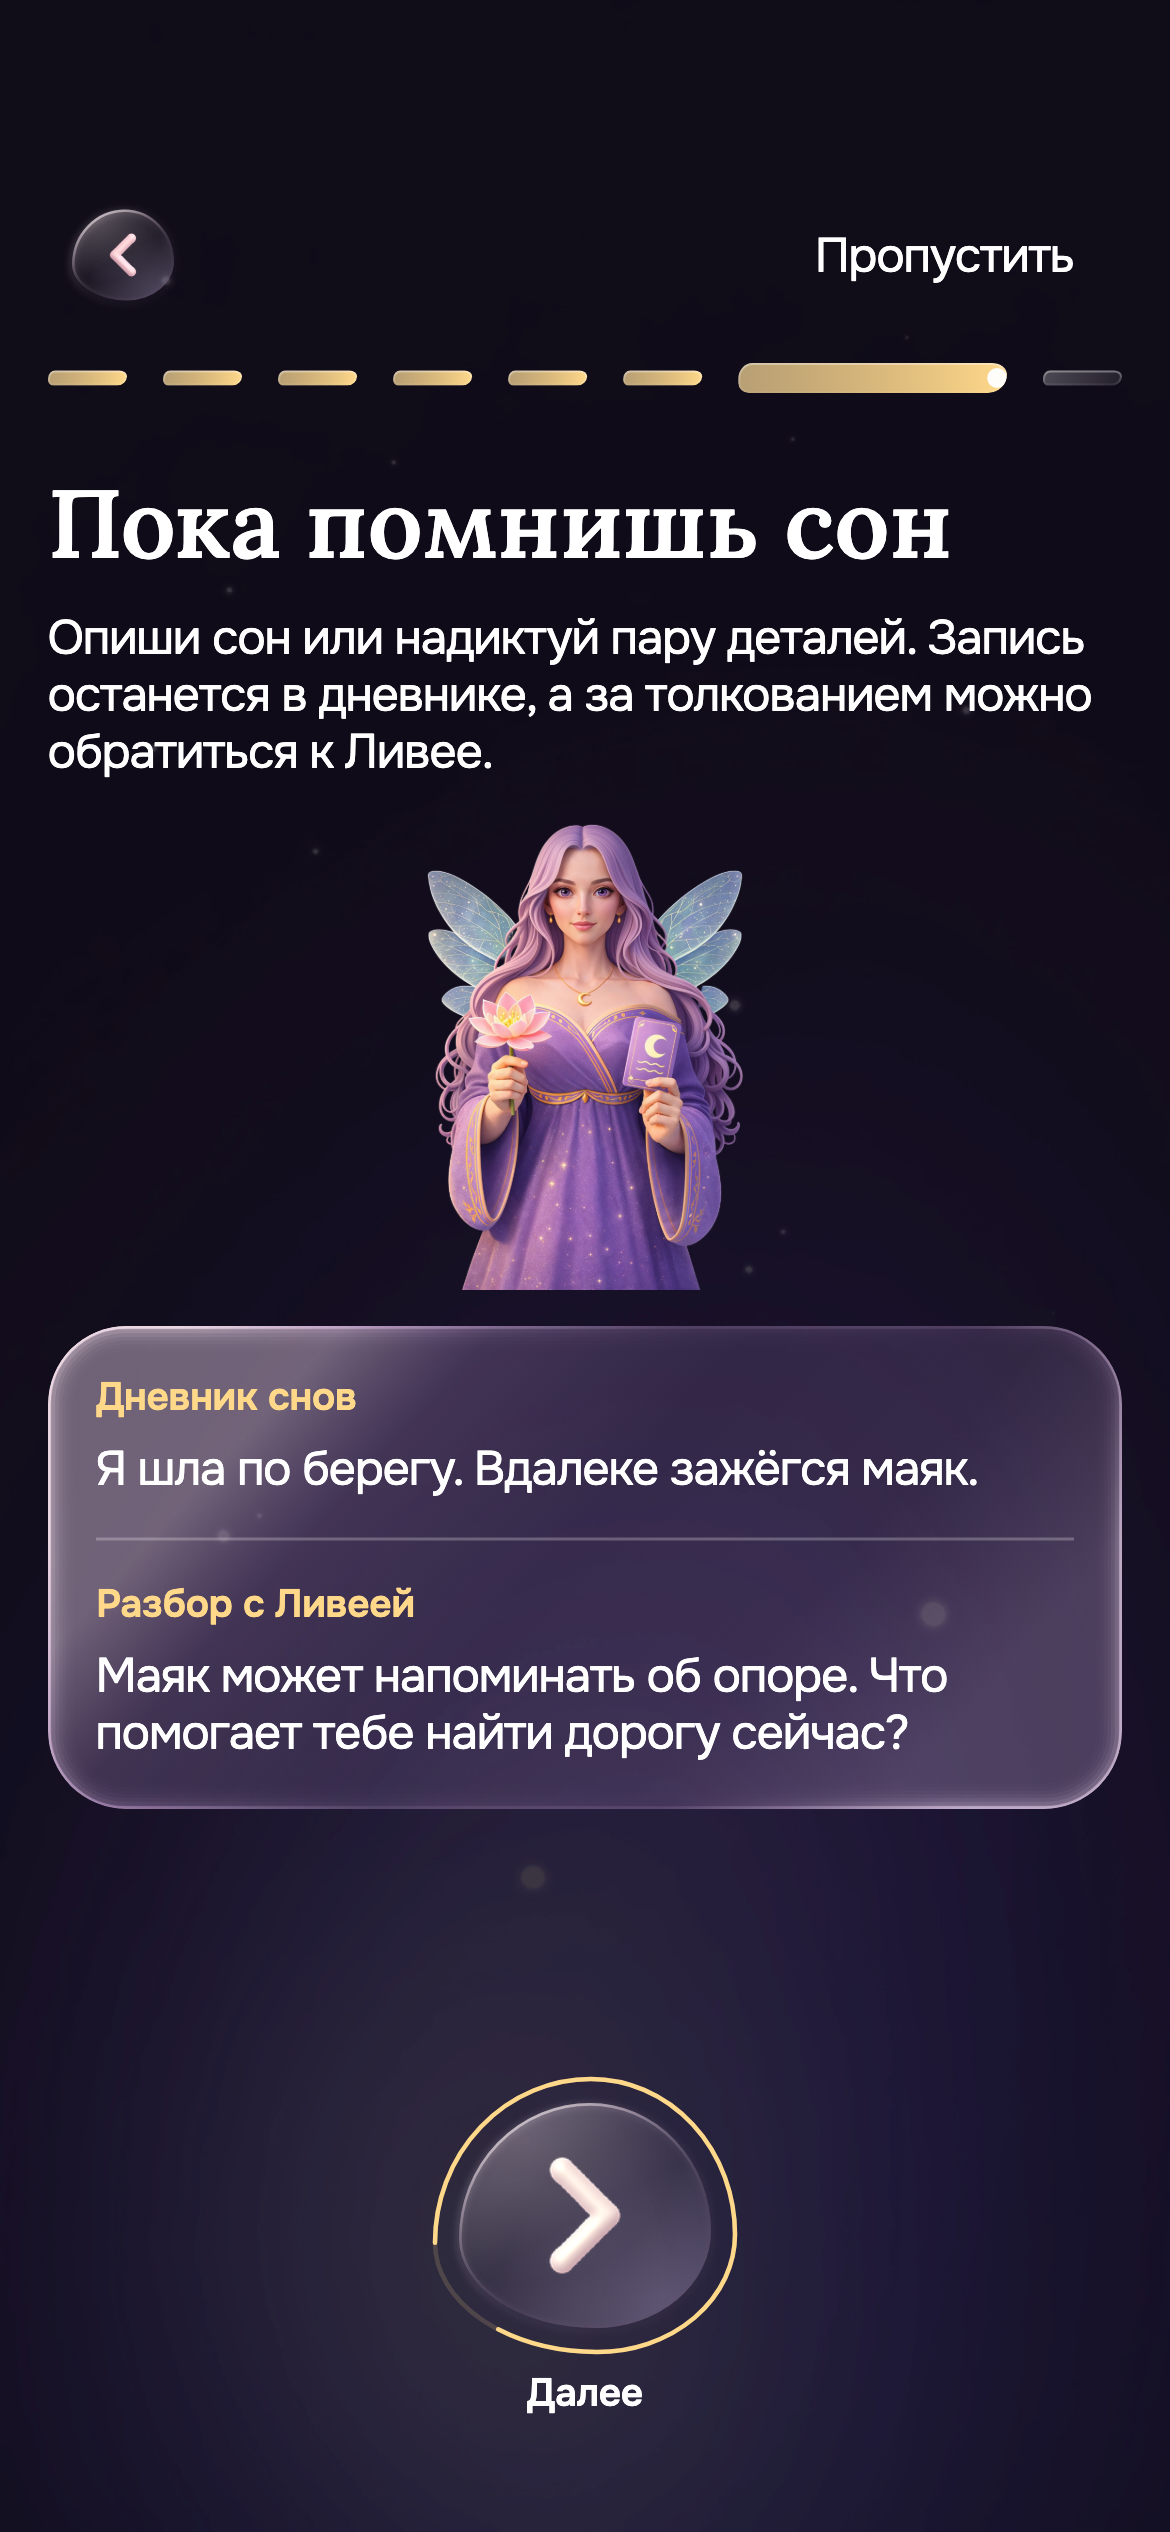 Пропустить
Пока помнишь сон
Опиши сон или надиктуй пару деталей. Запись
останется в дневнике, а за толкованием можно
обратиться к Ливее.
Дневник снов
Я шла по берегу. Вдалеке зажёгся маяк.
Разбор с Ливеей
Маяк может напоминать об опоре. Что
помогает тебе найти дорогу сейчас?
Далее